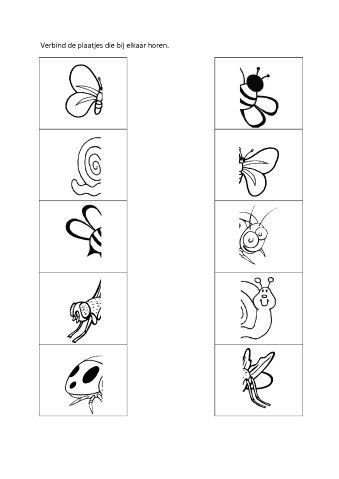 Verbind de plaatjes die bij elkaar horen.